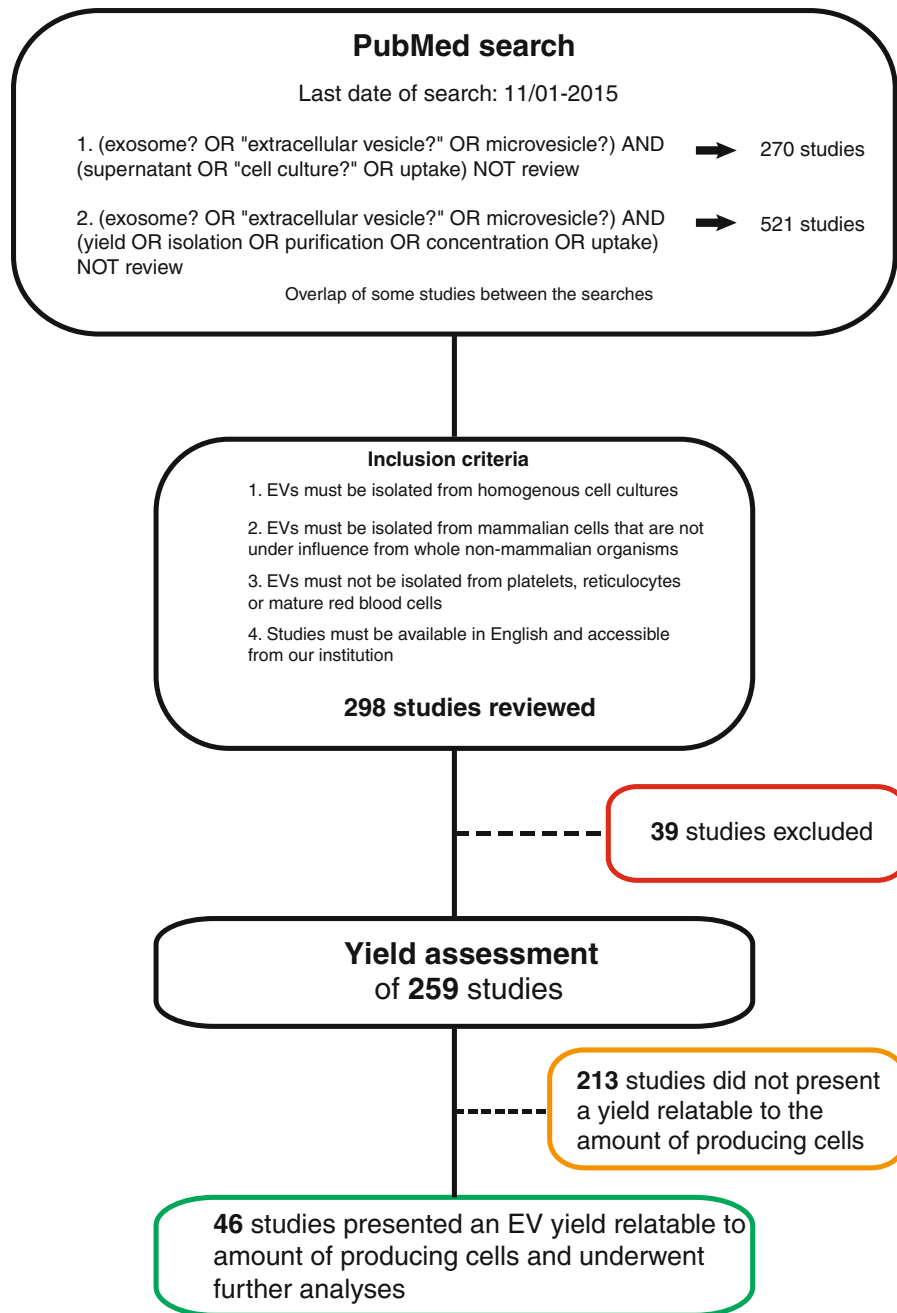 PubMed search
Last date of search: 11/01-2015
1. (exosome? OR "extracellular vesicle?" OR microvesicle?) AND
(supernatant OR "cell culture?" OR uptake) NOT review
270 studies
2. (exosome? OR "extracellular vesicle?" OR microvesicle?) AND
(yield OR isolation OR purification OR concentration OR uptake)
NOT review
521 studies
Overlap of some studies between the searches
Inclusion criteria
1. EVs must be isolated from homogenous cell cultures
2. EVs must be isolated from mammalian cells that are not
under influence from whole non-mammalian organisms
3. EVs must not be isolated from platelets, reticulocytes
or mature red blood cells
4. Studies must be available in English and accessible
from our institution
298 studies reviewed
39 studies excluded
Yield assessment
of 259 studies
213 studies did not present
a yield relatable to the
amount of producing cells
46 studies presented an EV yield relatable to
amount of producing cells and underwent
further analyses